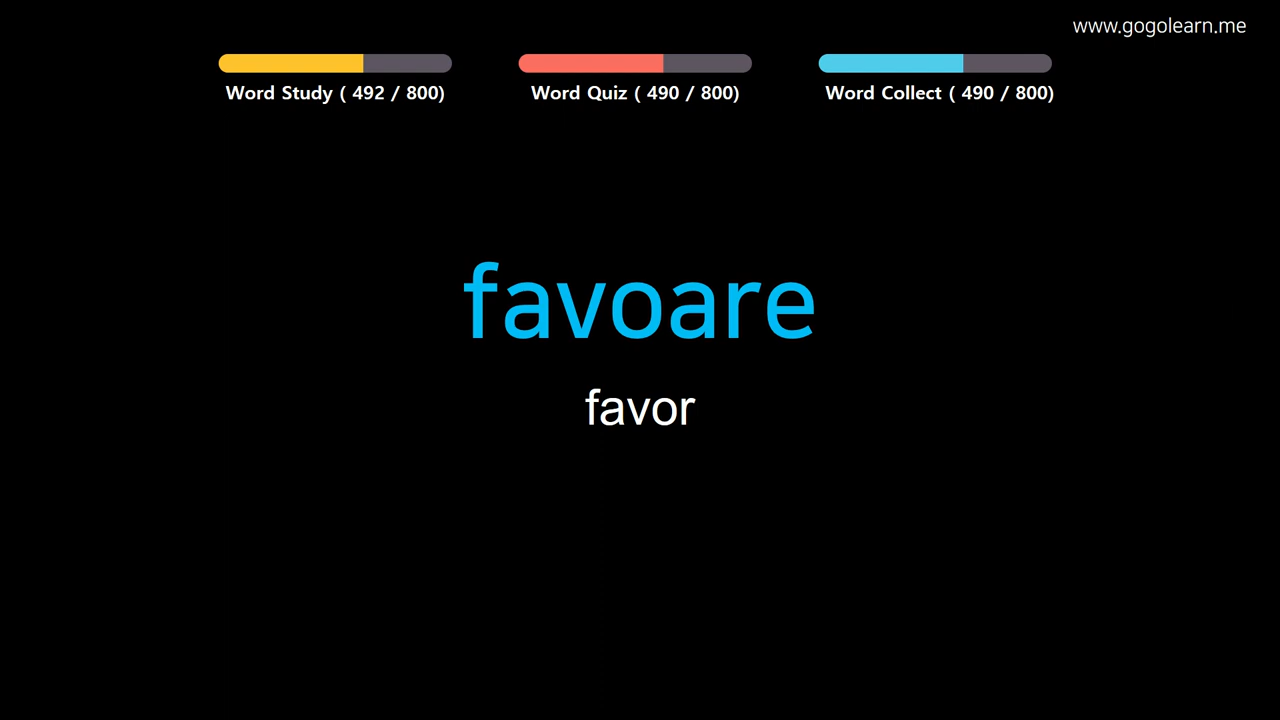 www.gogolearn.me
Word Study ( 492 / 800)
Word Quiz ( 490 / 800)
Word Collect ( 490 / 800)
favoare
favor